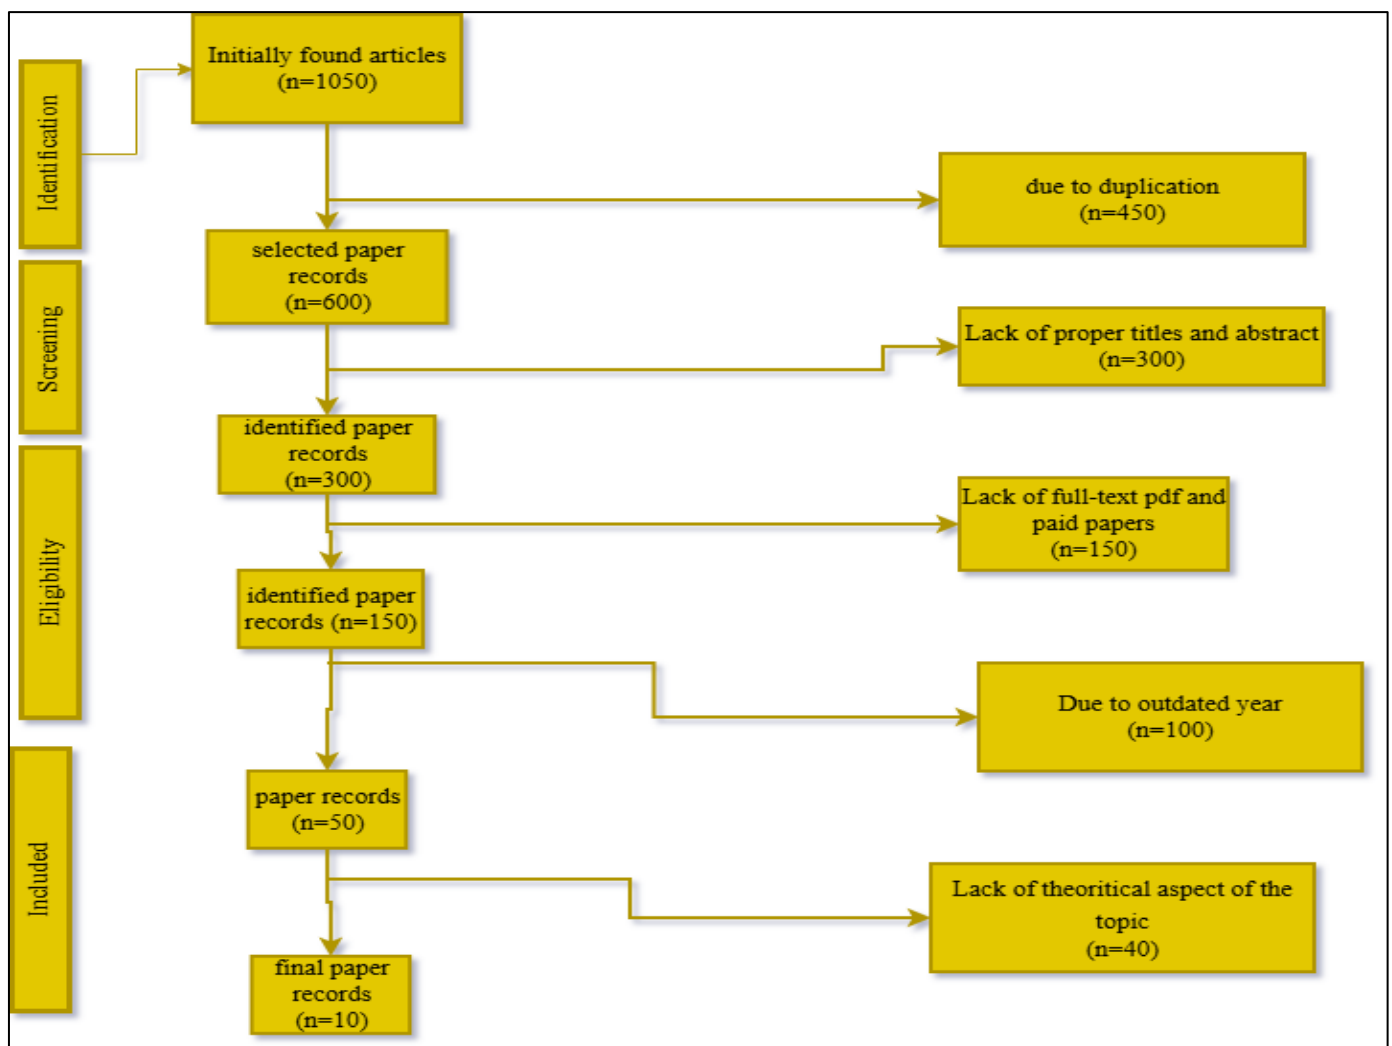 Identification
Initially found articles
(n=1050)
due to duplication
(n=450)
selected paper
records
(n=600)
Screening
Lack of proper titles and abstract
(n=300)
identified paper
records
(n=300)
Eligibility
Lack of full-text pdf and
paid papers
(n=150)
identified paper
records (n=150)
Due to outdated year
(n=100)
Included
paper records
(n=50)
Lack of theoritical aspect of the
topic
(n=40)
final paper
records
(n=10)